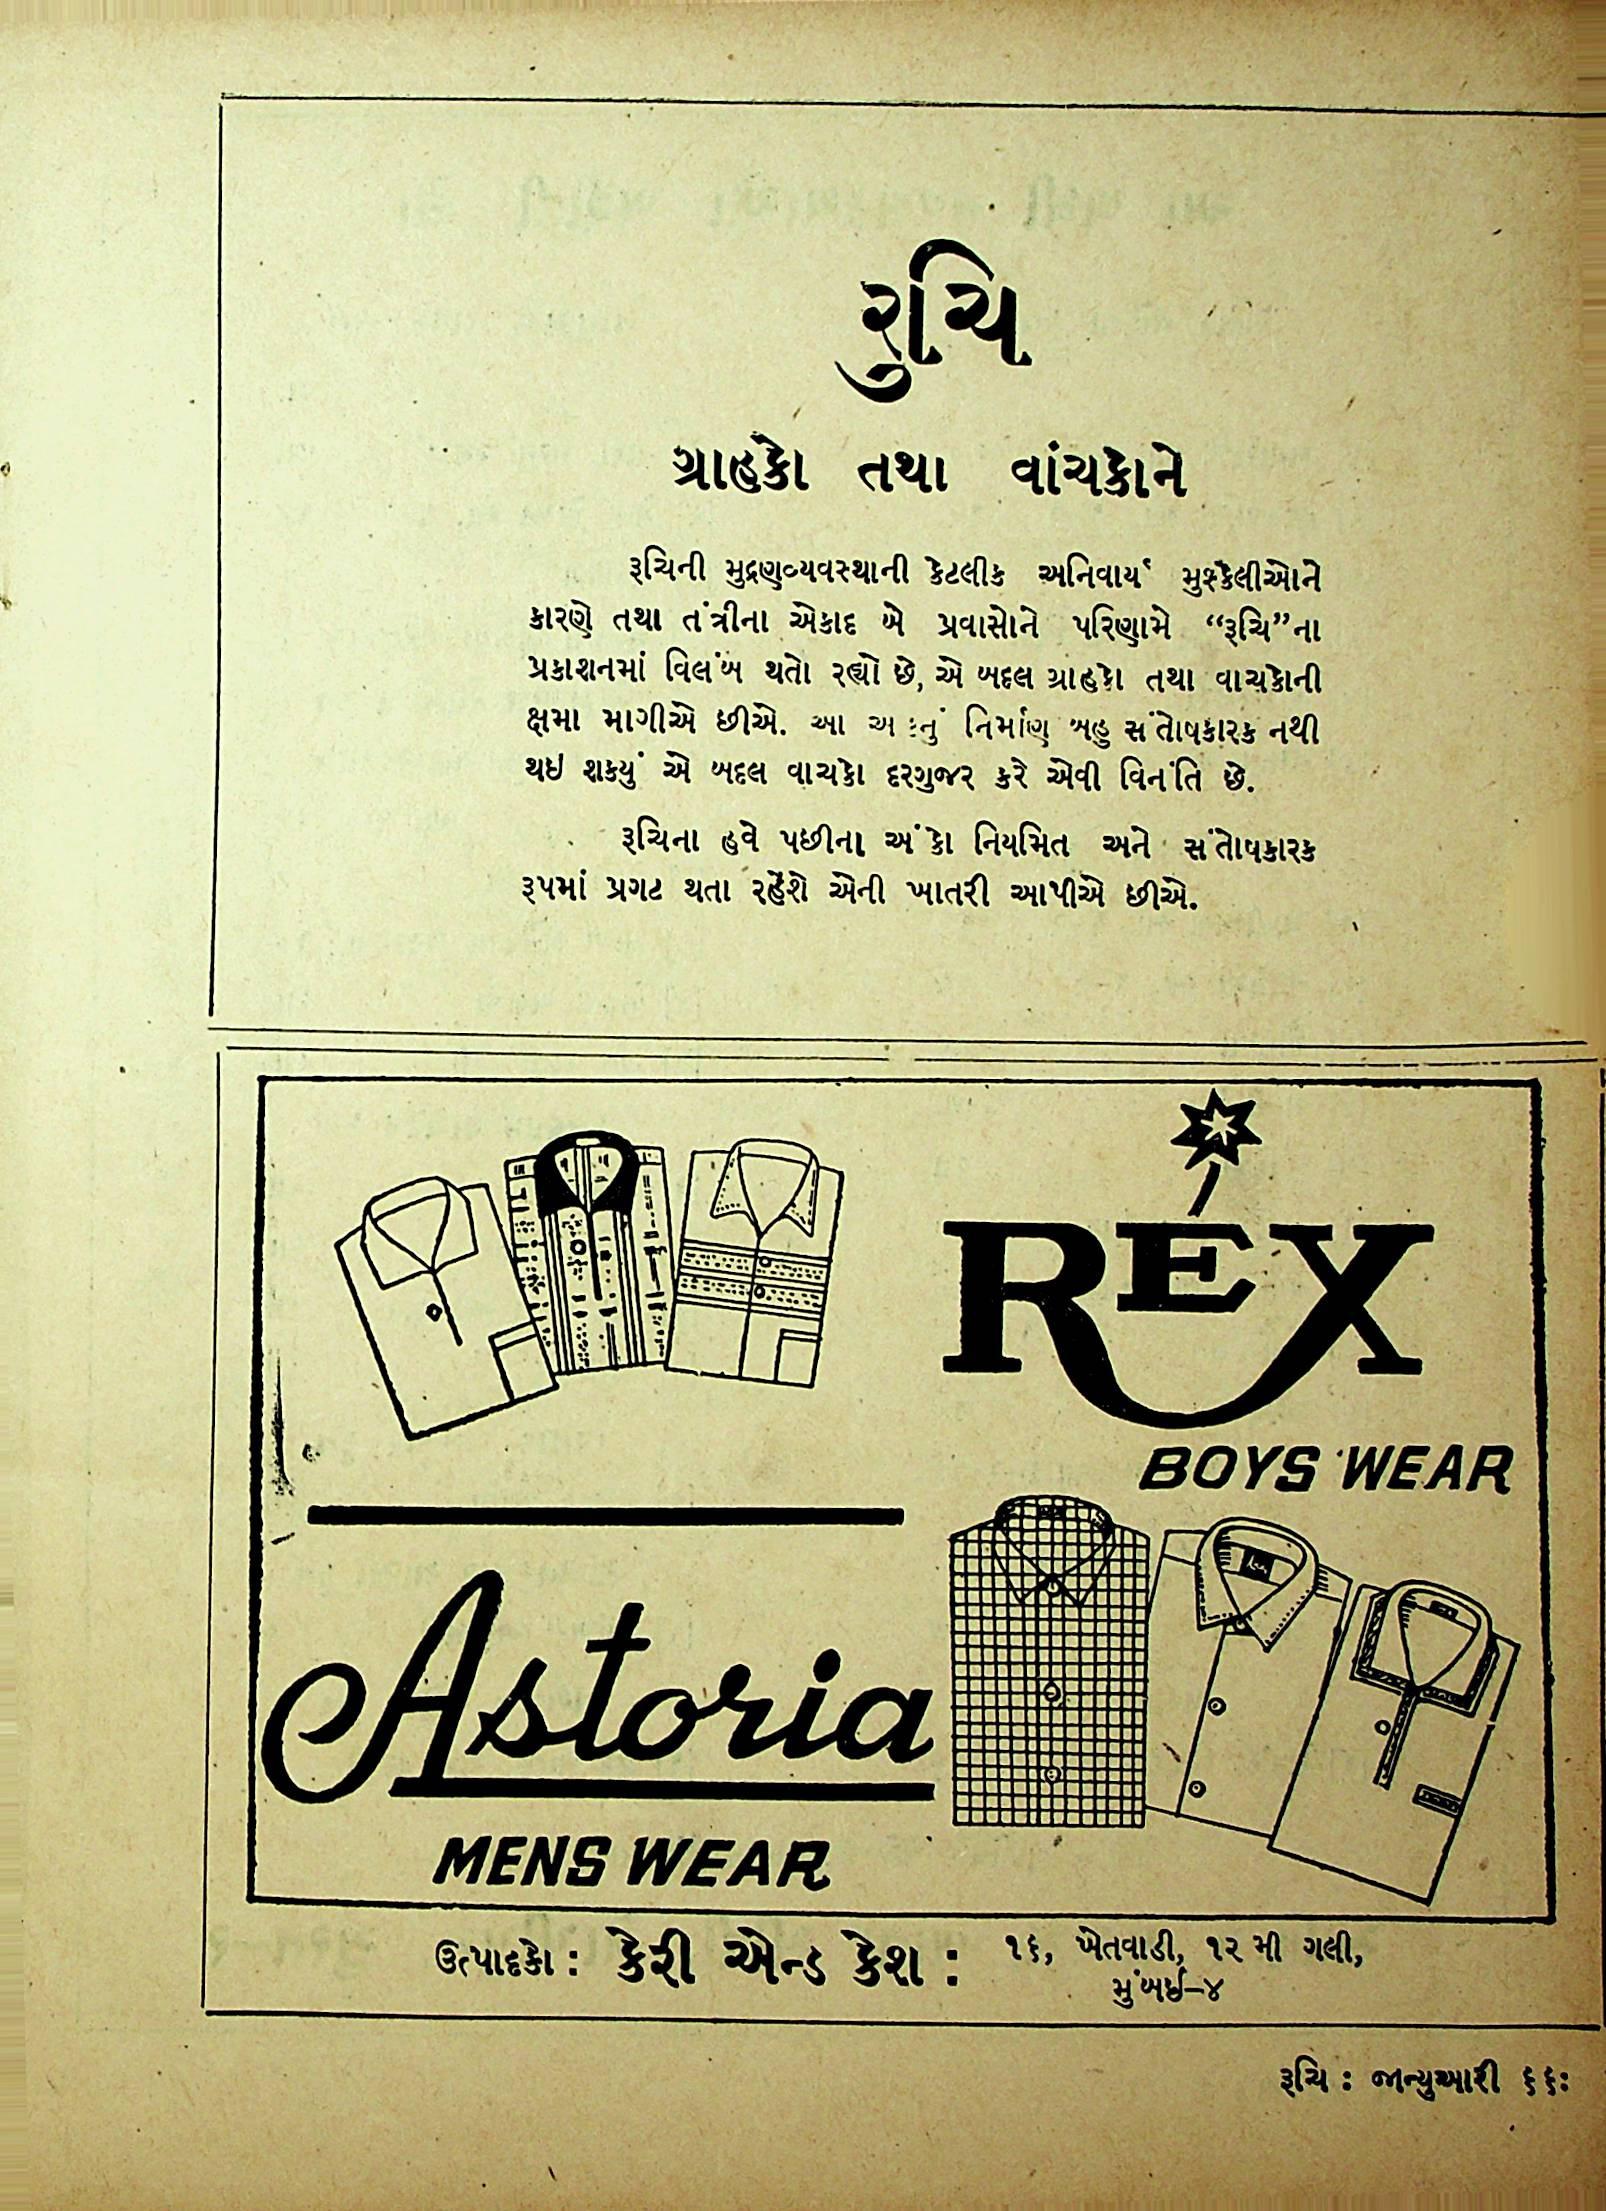 રુચિ
ગ્રાહકો તથા વાંચકોને
રૂચિની મુદ્રણવ્યવસ્થાની કેટલીક અનિવાર્ય મુશ્કેલીઓને
કારણે તથા તંત્રીના એકાદ બે પ્રવાસોને પરિણામે “રૂચિ”ના
પ્રકાશનમાં વિલંબ થતો રહ્યો છે, એ બદલ ગ્રાહકો તથા વાચકોની
ક્ષમા માગીએ છીએ. આ નિર્માણ બહુ સંતોષકારક નથી
થઇ શક્યું એ બદલ વાચકો દરગુજર કરે એવી વિનંતિ છે.
રૂચિના હવે પછીના અંકો નિયમિત અને સંતોષકારક
રૂપમાં પ્રગટ થતા રહેશે એની ખાતરી આપીએ છીએ.
REX
BOYS WEAR
Astoria
MENS WEAR
ઉત્પાદકો : કેરી એન્ડ કેશ : ૧૬, ખેતવાડી, ૧૨ મી ગલી,
મુંબઈ-૪
રૂચિ : જાન્યુઆરી ૬૬: